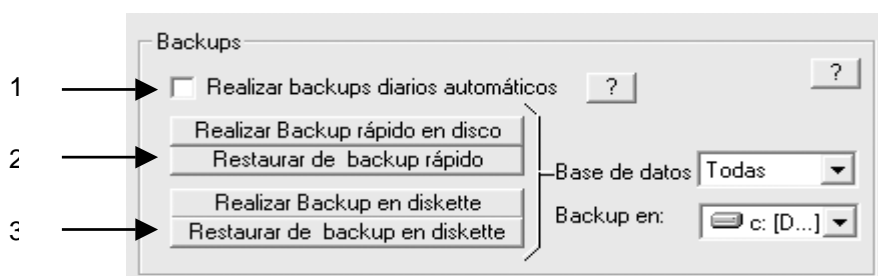 Backups
1 Realizar backups diarios automáticos ? ?
Realizar Backup rápido en disco
2 Restaurar de backup rápido
Base de datos Todas
Realizar Backup en diskette
Backup en: c: [D...]
3 Restaurar de backup en diskette